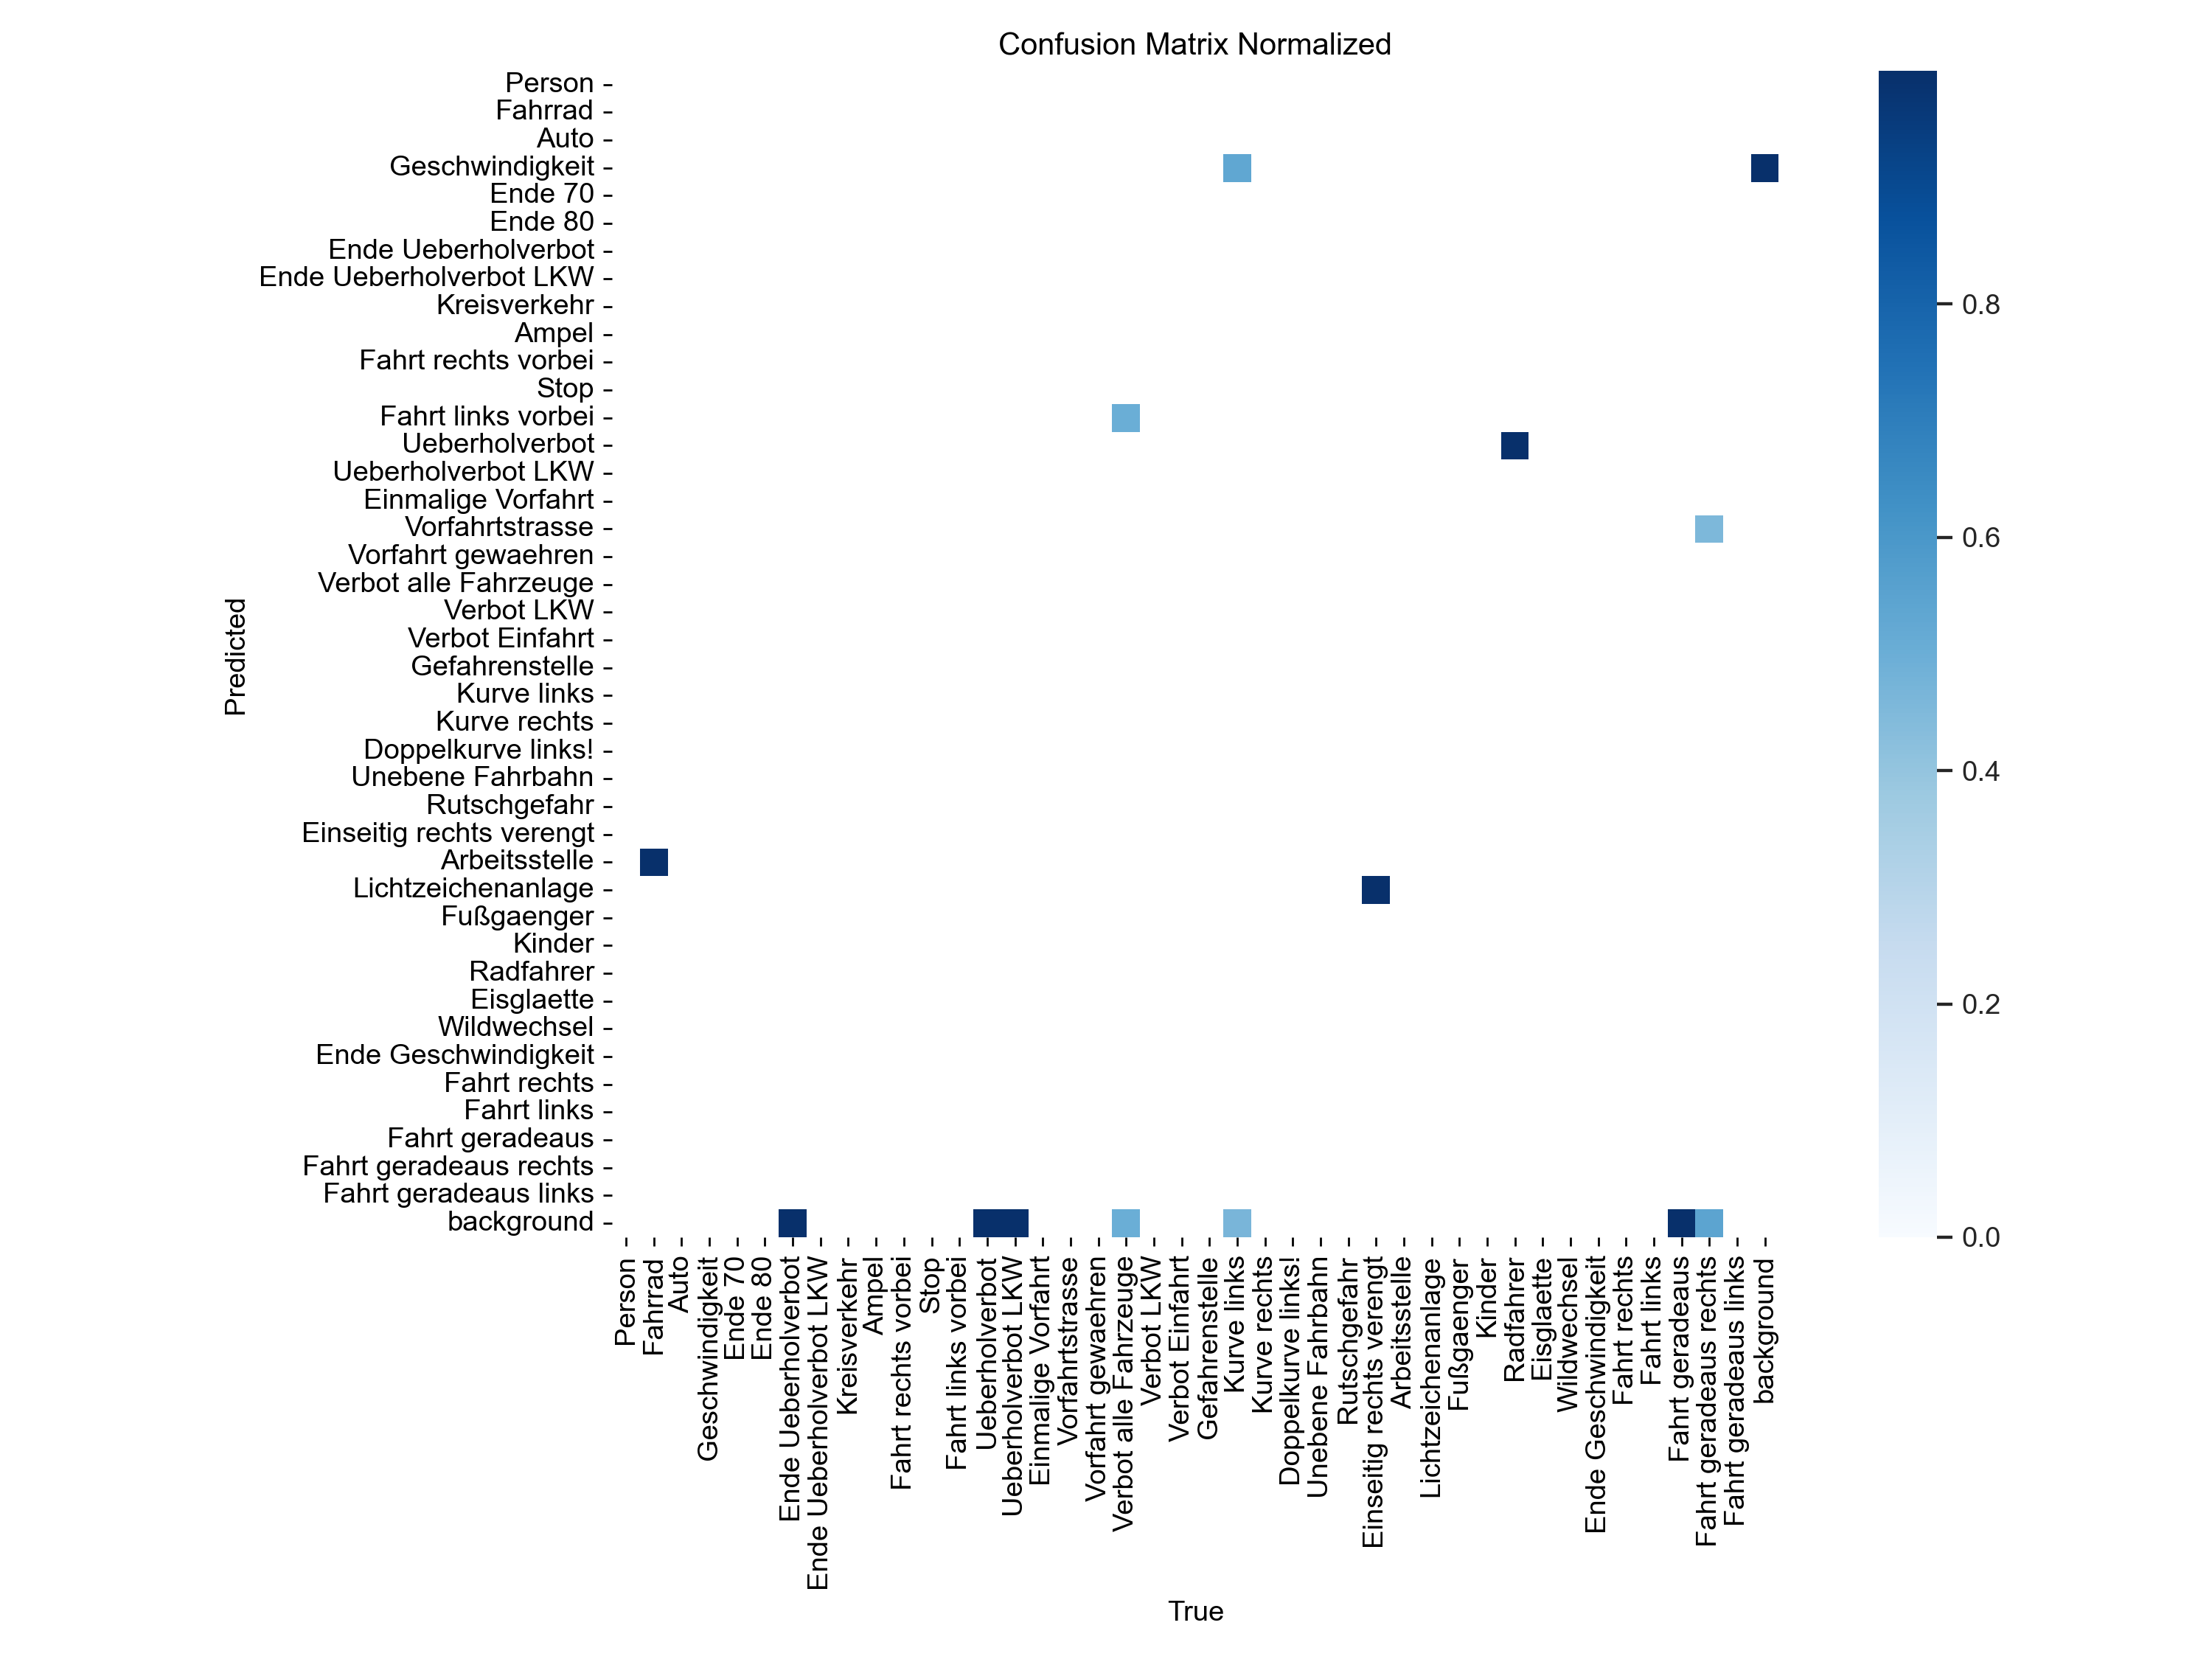 Confusion Matrix Normalized
Person
Fahrrad
Auto
Geschwindigkeit
Ende 70
Ende 80
Ende Ueberholverbot
Ende Ueberholverbot LKW
Kreisverkehr
Ampel
Fahrt rechts vorbei
Stop
Fahrt links vorbei
Ueberholverbot
Ueberholverbot LKW
Einmalige Vorfahrt
Vorfahrtstrasse
Vorfahrt gewaehren
Verbot alle Fahrzeuge
Verbot LKW
Verbot Einfahrt
Gefahrenstelle
Kurve links
Kurve rechts
Doppelkurve links!
Unebene Fahrbahn
Rutschgefahr
Einseitig rechts verengt
Arbeitsstelle
Lichtzeichenanlage
Fußgaenger
Kinder
Radfahrer
Eisglaette
Wildwechsel
Ende Geschwindigkeit
Fahrt rechts
Fahrt links
Fahrt geradeaus
Fahrt geradeaus rechts
Fahrt geradeaus links
background
Predicted
Person
Fahrrad
Auto
Geschwindigkeit
Ende 70
Ende 80
Ende Ueberholverbot
Ende Ueberholverbot LKW
Kreisverkehr
Ampel
Fahrt rechts vorbei
Stop
Fahrt links vorbei
Ueberholverbot
Ueberholverbot LKW
Einmalige Vorfahrt
Vorfahrtstrasse
Vorfahrt gewaehren
Verbot alle Fahrzeuge
Verbot LKW
Verbot Einfahrt
Gefahrenstelle
Kurve links
Kurve rechts
Doppelkurve links!
Unebene Fahrbahn
Rutschgefahr
Einseitig rechts verengt
Arbeitsstelle
Lichtzeichenanlage
Fußgaenger
Kinder
Radfahrer
Eisglaette
Wildwechsel
Ende Geschwindigkeit
Fahrt rechts
Fahrt links
Fahrt geradeaus
Fahrt geradeaus rechts
Fahrt geradeaus links
background
True
0.8
0.6
0.4
0.2
0.0